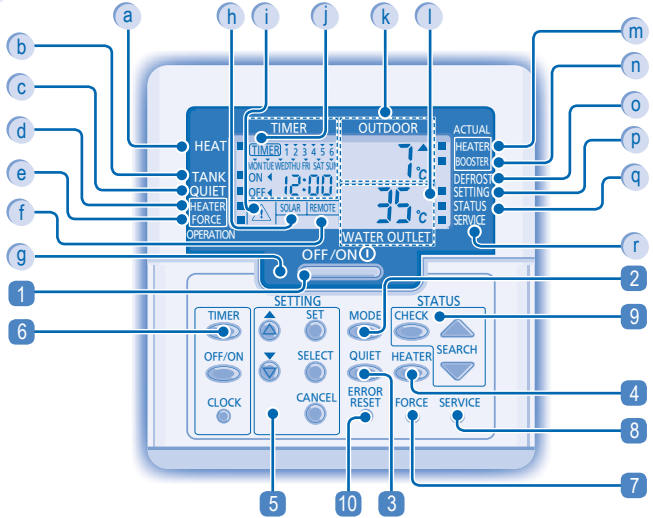 a
h
i
j
k
l
m
b
n
c
o
d
p
e
q
f
r
g
TIMER
OUTDOOR
ACTUAL
HEAT
TIMER 1 2 3 4 5 6
7 °C
HEATER
BOOSTER
MON TUE WED THU FRI SAT SUN
TANK
ON
DEFROST
QUIET
OFF 12:00
35 °C
SETTING
HEATER
STATUS
FORCE
SOLAR
REMOTE
SERVICE
OPERATION
WATER OUTLET
OFF/ON
1
SETTING
STATUS
2
6
TIMER
SET
MODE
CHECK
9
OFF/ON
SELECT
QUIET
HEATER
SEARCH
4
CLOCK
CANCEL
ERROR
RESET
FORCE
SERVICE
8
5
10
3
7